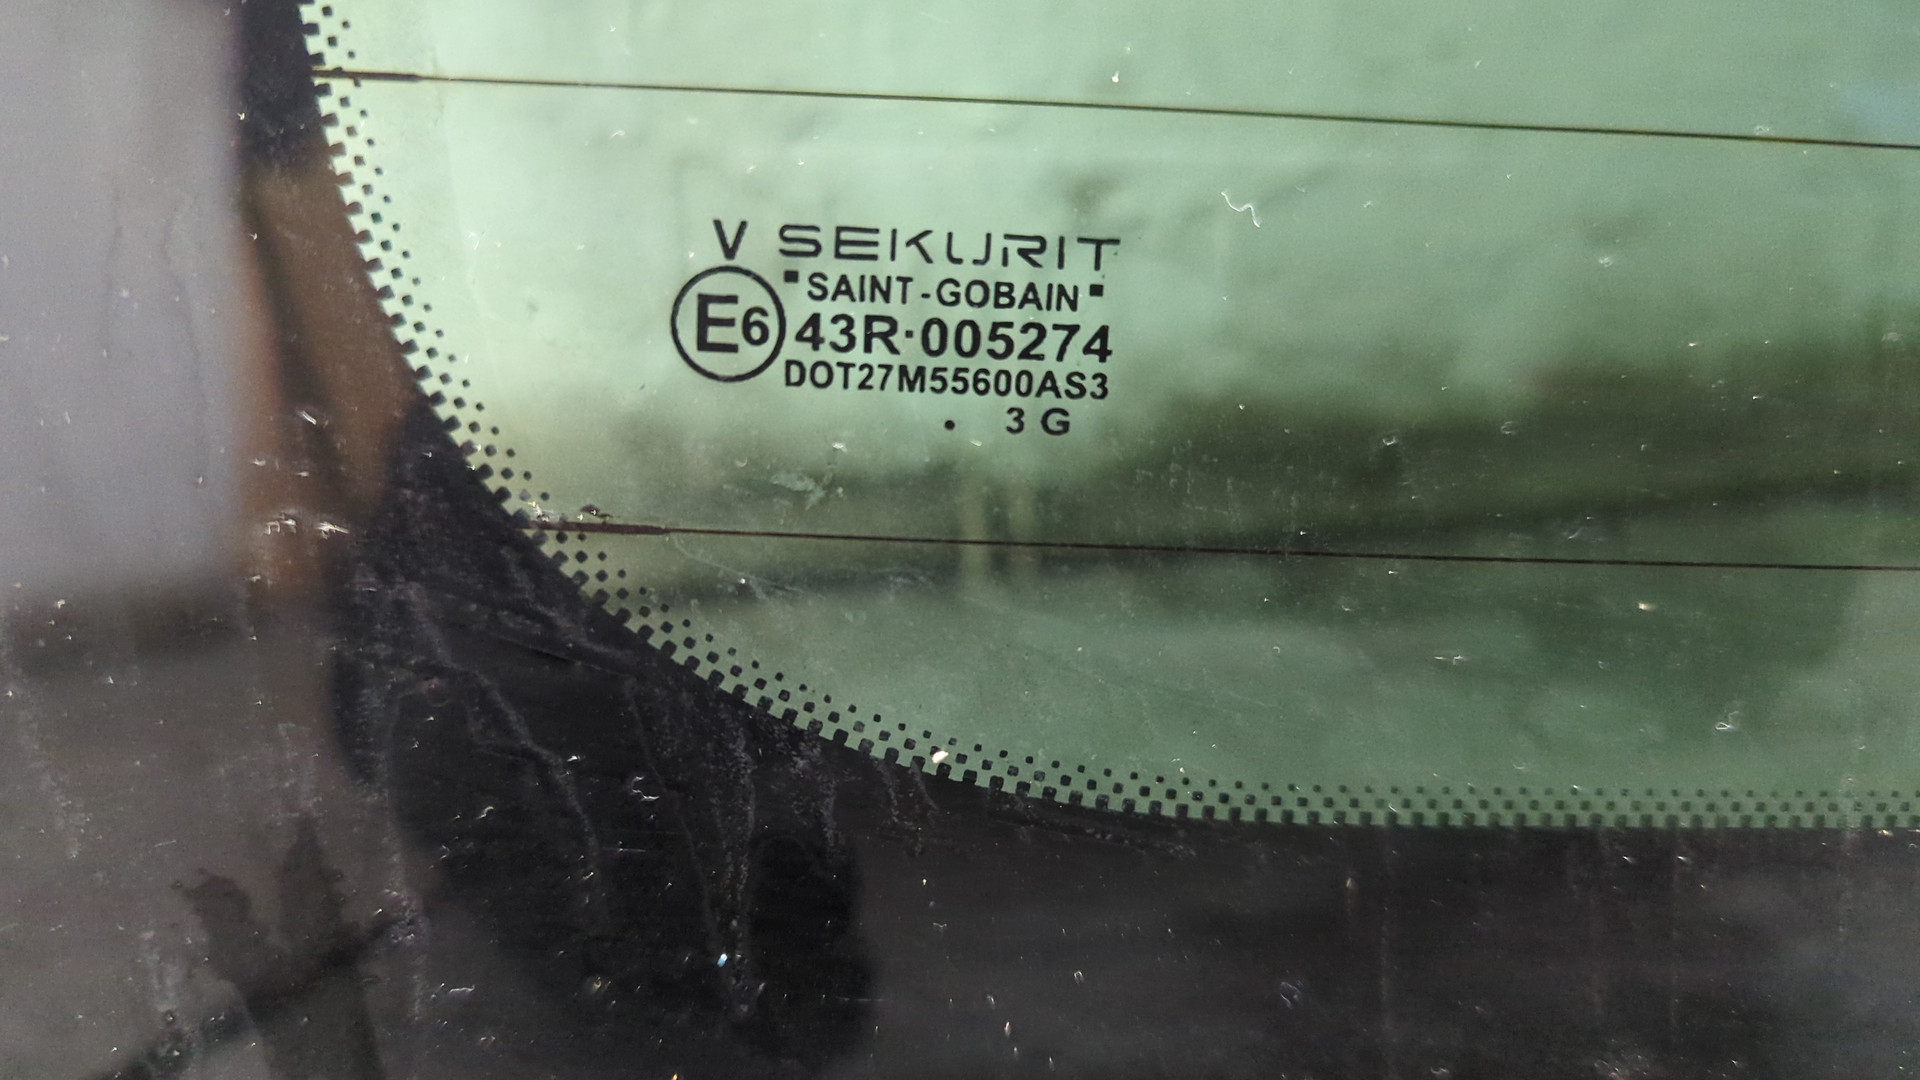 V SEKURIT
"SAINT-GOBAIN"
E6 43R·005274
DOT27M55600AS3
. 3 G